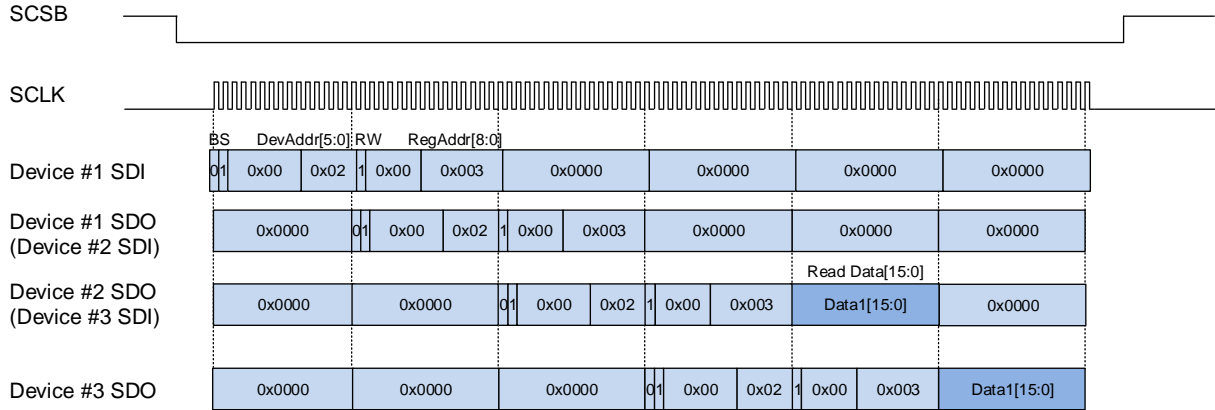 SCSB
SCLK
BS DevAddr[5:0] RW RegAddr[8:0]
Device #1 SDI 0 1 0x00 0x02 1 0x00 0x003 0x0000 0x0000 0x0000 0x0000
Device #1 SDO
(Device #2 SDI) 0x0000 0 1 0x00 0x02 1 0x00 0x003 0x0000 0x0000 0x0000
Read Data[15:0]
Device #2 SDO
(Device #3 SDI) 0x0000 0x0000 0 1 0x00 0x02 1 0x00 0x003 Data1[15:0] 0x0000
Device #3 SDO 0x0000 0x0000 0x0000 0 1 0x00 0x02 1 0x00 0x003 Data1[15:0]